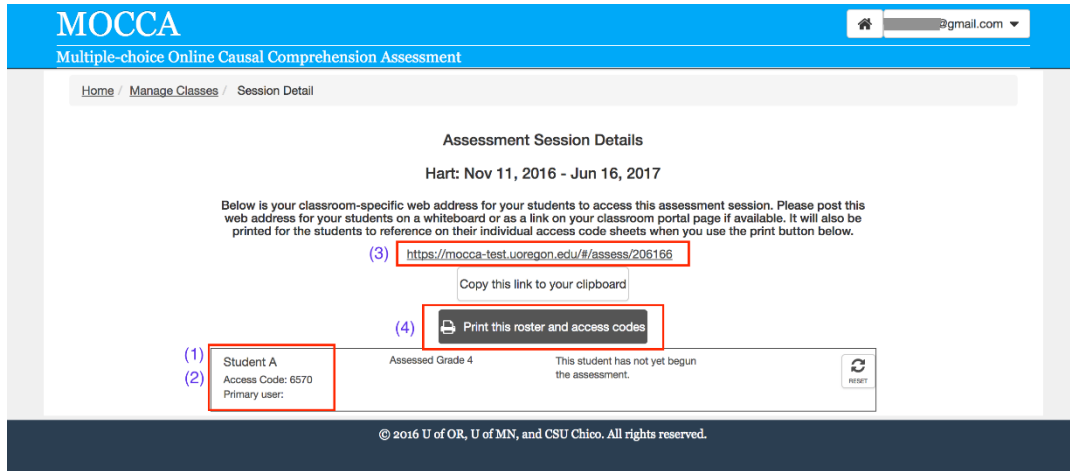 MOCCA
@gmail.com
Multiple-choice Online Causal Comprehension Assessment
Home / Manage Classes / Session Detail
Assessment Session Details
Hart: Nov 11, 2016 - Jun 16, 2017
Below is your classroom-specific web address for your students to access this assessment session. Please post this
web address for your students on a whiteboard or as a link on your classroom portal page if available. It will also be
printed for the students to reference on their individual access code sheets when you use the print button below.
(3) https://mocca-test.uoregon.edu/#/assess/206166
Copy this link to your clipboard
(4) Print this roster and access codes
(1) Student A
Assessed Grade 4
This student has not yet begun
the assessment.
(2) Access Code: 6570
Primary user:
RESET
© 2016 U of OR, U of MN, and CSU Chico. All rights reserved.